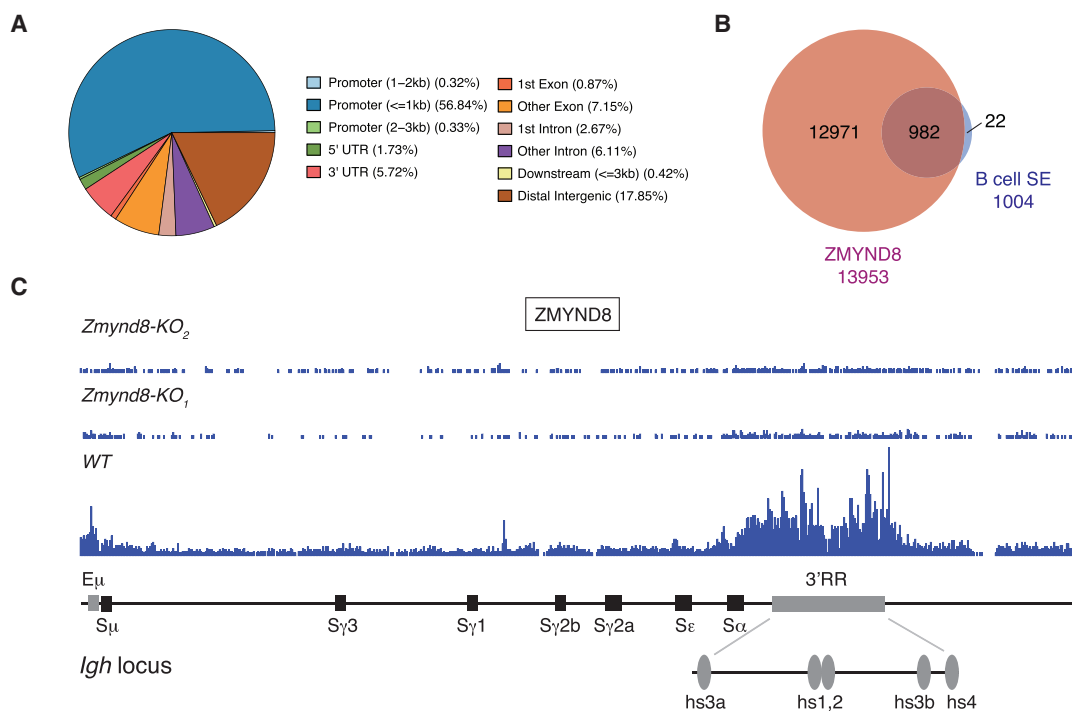 A
Promoter (1–2kb) (0.32%)
Promoter (<=1kb) (56.84%)
Promoter (2–3kb) (0.33%)
5' UTR (1.73%)
3' UTR (5.72%)
1st Exon (0.87%)
Other Exon (7.15%)
1st Intron (2.67%)
Other Intron (6.11%)
Downstream (<=3kb) (0.42%)
Distal Intergenic (17.85%)
B
12971
982
22
B cell SE
1004
ZMYND8
13953
C
ZMYND8
Zmynd8-KO2
Zmynd8-KO1
WT
Eμ
3'RR
Sμ
Sγ3
Sγ1
Sγ2b
Sγ2a
Sε
Sα
Igh locus
hs3a
hs1,2
hs3b
hs4